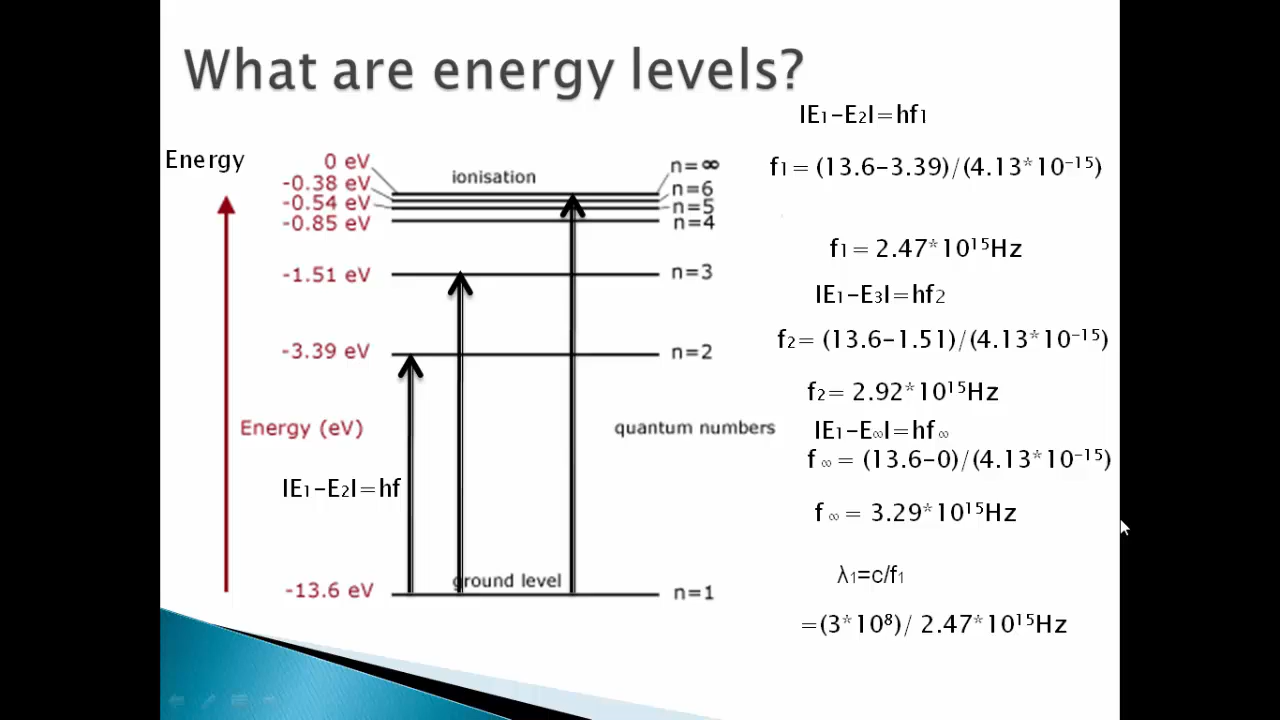 What are energy levels?
IE₁-E₂I=hf₁
Energy
0 eV
ionisation
n=∞
f₁= (13.6-3.39)/(4.13*10⁻¹⁵)
-0.38 eV
n=6
-0.54 eV
n=5
-0.85 eV
n=4
f₁= 2.47*10¹⁵Hz
-1.51 eV
n=3
IE₁-E₃I=hf₂
f₂= (13.6-1.51)/(4.13*10⁻¹⁵)
-3.39 eV
n=2
f₂= 2.92*10¹⁵Hz
Energy (eV)
quantum numbers
IE₁-E∞I=hf∞
f∞= (13.6-0)/(4.13*10⁻¹⁵)
IE₁-E₂I=hf
f∞= 3.29*10¹⁵Hz
ground level
λ₁=c/f₁
-13.6 eV
n=1
=(3*10⁸)/ 2.47*10¹⁵Hz